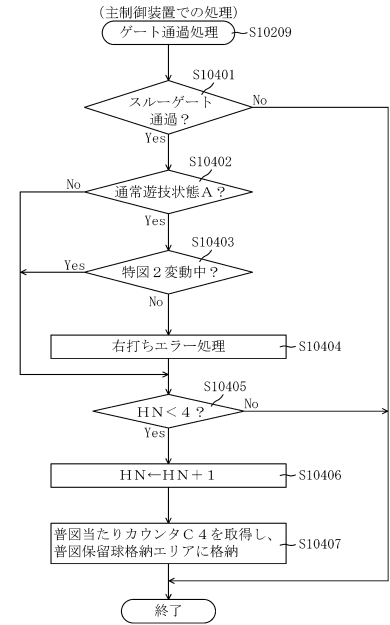 (主制御装置での処理)
ゲート通過処理
S10209
S10401
スルーゲート
通過?
No
Yes
S10402
通常遊技状態A?
No
Yes
S10403
特図2変動中?
Yes
No
右打ちエラー処理
S10404
S10405
HN<4?
No
Yes
HN←HN+1
S10406
普図当たりカウンタC4を取得し、
普図保留球格納エリアに格納
S10407
終了